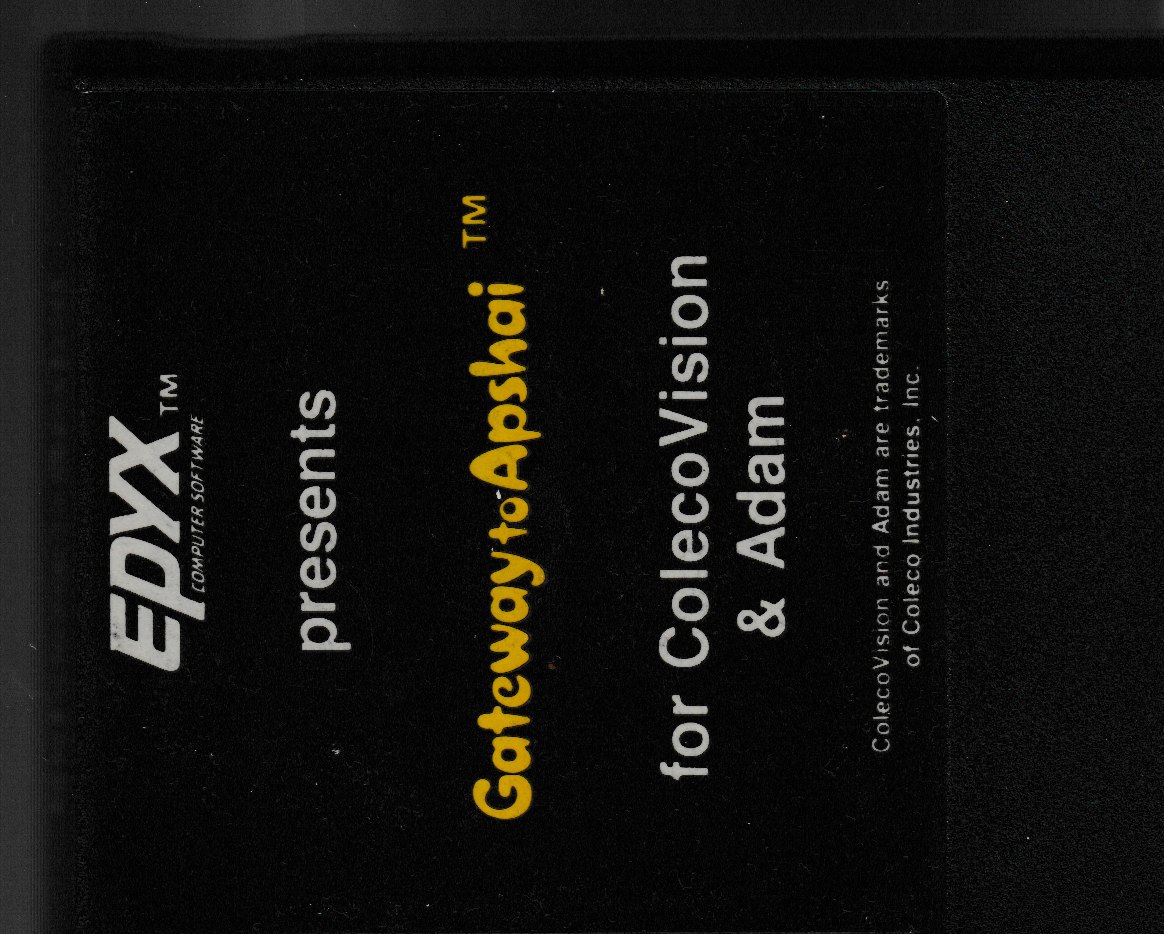 EPYX™
COMPUTER SOFTWARE
presents
Gateway to Apshai™
for ColecoVision
& Adam
ColecoVision and Adam are trademarks
of Coleco Industries, Inc.